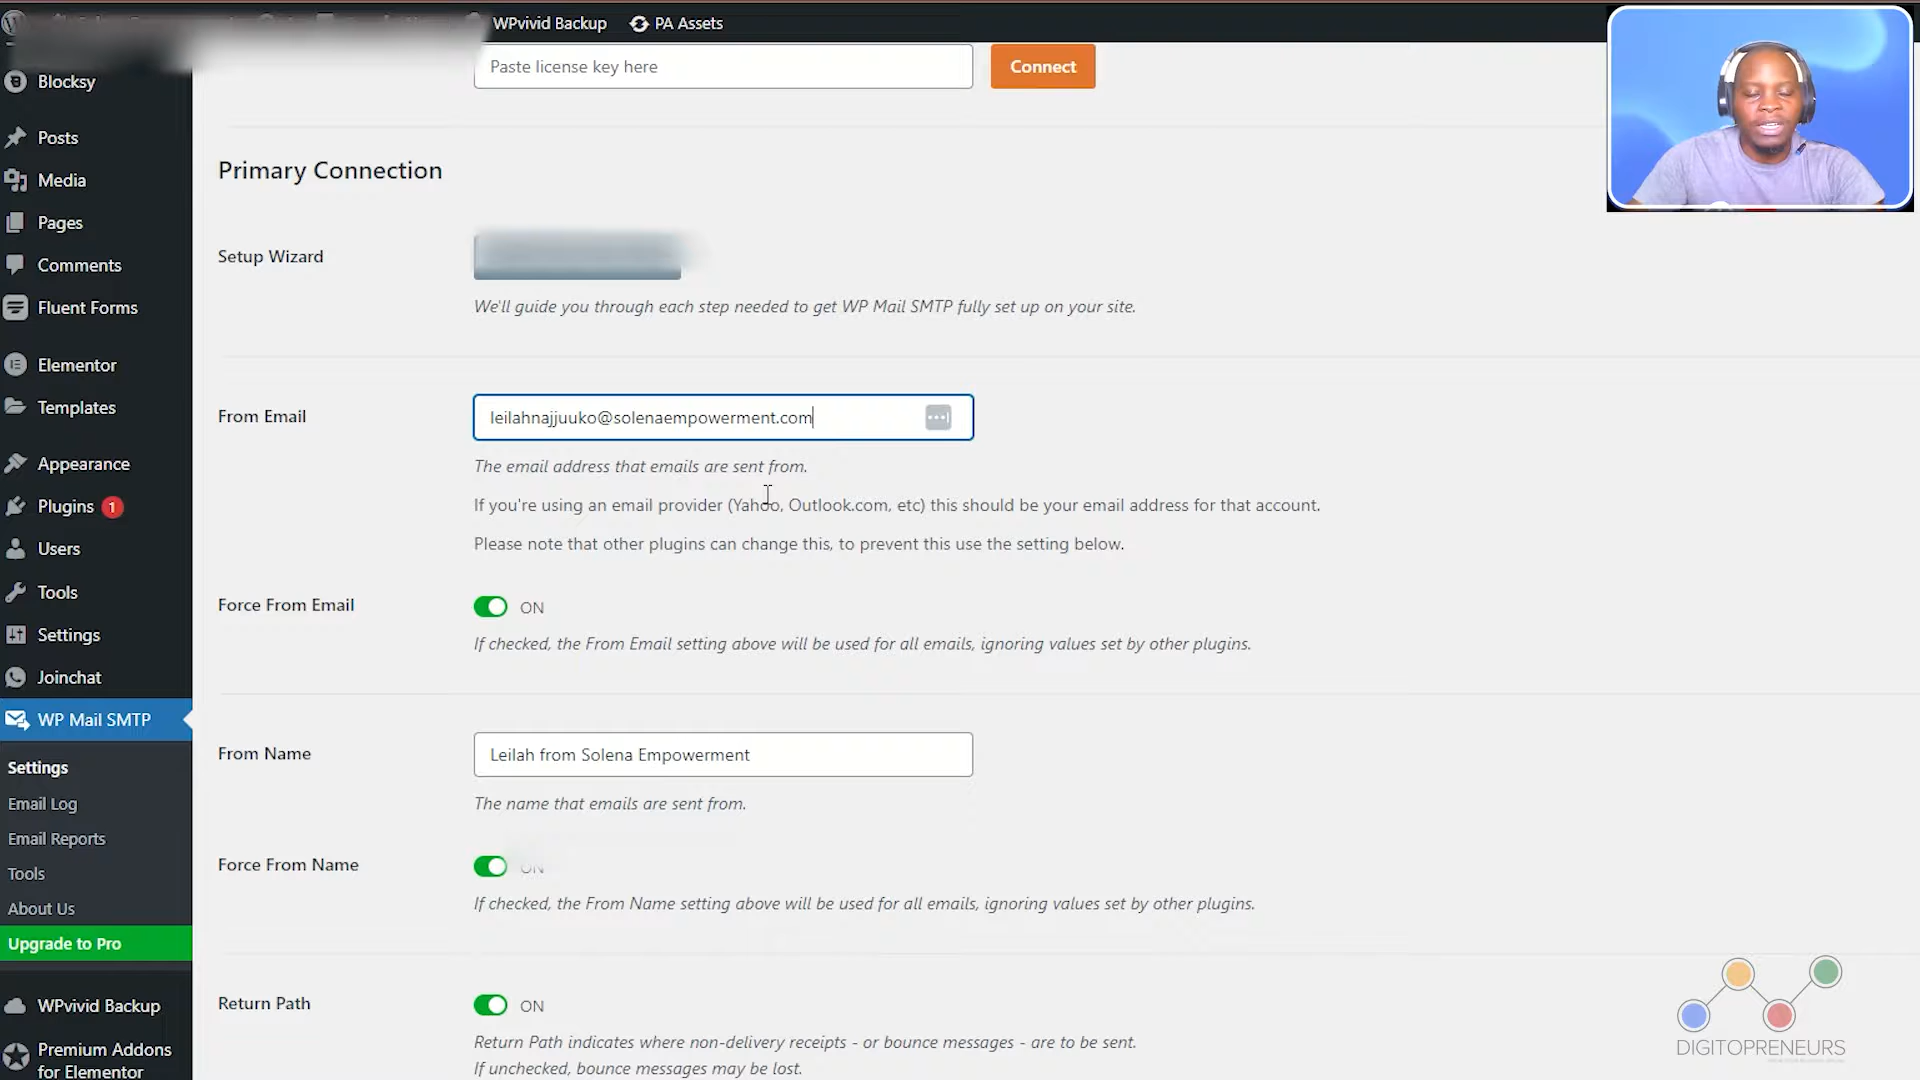 WPvivid Backup
PA Assets
Paste license key here
Connect
Blocksy
Posts
Media
Pages
Comments
Fluent Forms
Elementor
Templates
Appearance
Plugins 1
Users
Tools
Settings
Joinchat
WP Mail SMTP
Settings
Email Log
Email Reports
Tools
About Us
Upgrade to Pro
WPvivid Backup
Premium Addons
for Elementor
Primary Connection
Setup Wizard
We'll guide you through each step needed to get WP Mail SMTP fully set up on your site.
From Email
leilahnajjuuko@solenaempowerment.com
The email address that emails are sent from.
If you're using an email provider (Yahoo, Outlook.com, etc) this should be your email address for that account.
Please note that other plugins can change this, to prevent this use the setting below.
Force From Email
ON
If checked, the From Email setting above will be used for all emails, ignoring values set by other plugins.
From Name
Leilah from Solena Empowerment
The name that emails are sent from.
Force From Name
ON
If checked, the From Name setting above will be used for all emails, ignoring values set by other plugins.
Return Path
ON
Return Path indicates where non-delivery receipts - or bounce messages - are to be sent.
If unchecked, bounce messages may be lost.
DIGITOPRENEURS